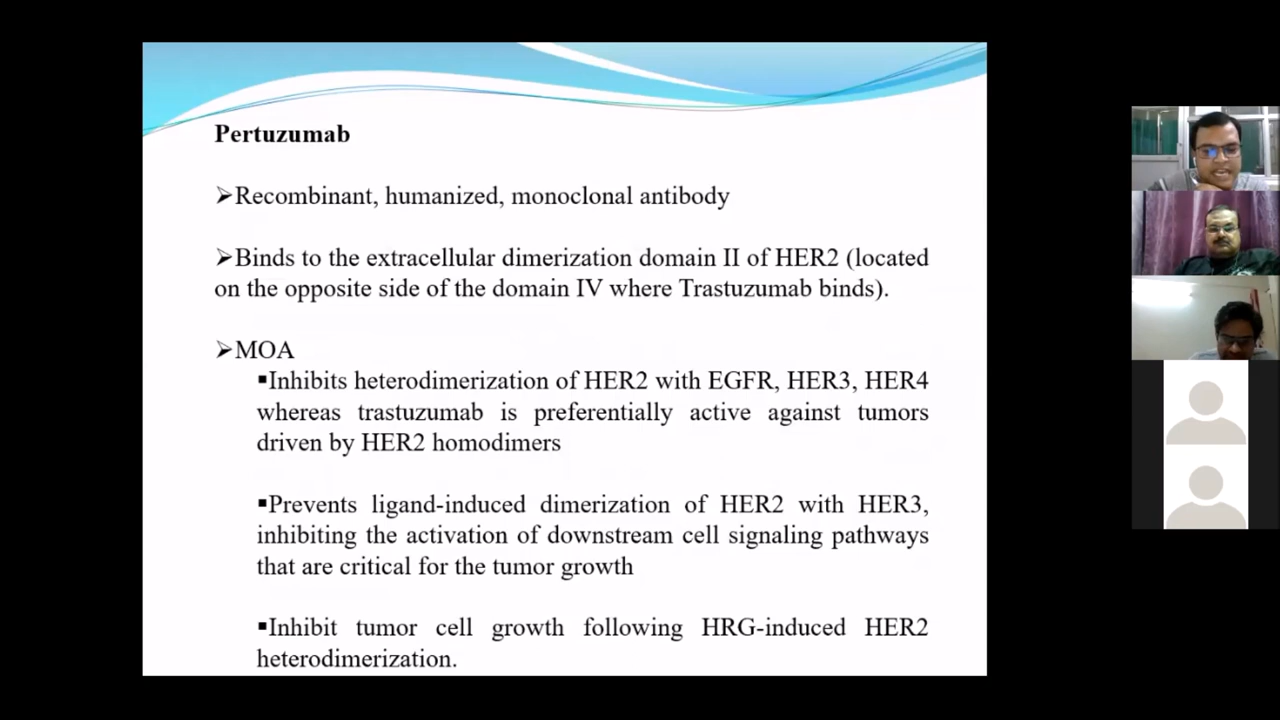 Pertuzumab
➢Recombinant, humanized, monoclonal antibody
➢Binds to the extracellular dimerization domain II of HER2 (located
on the opposite side of the domain IV where Trastuzumab binds).
➢MOA
▪Inhibits heterodimerization of HER2 with EGFR, HER3, HER4
whereas trastuzumab is preferentially active against tumors
driven by HER2 homodimers
▪Prevents ligand-induced dimerization of HER2 with HER3,
inhibiting the activation of downstream cell signaling pathways
that are critical for the tumor growth
▪Inhibit tumor cell growth following HRG-induced HER2
heterodimerization.